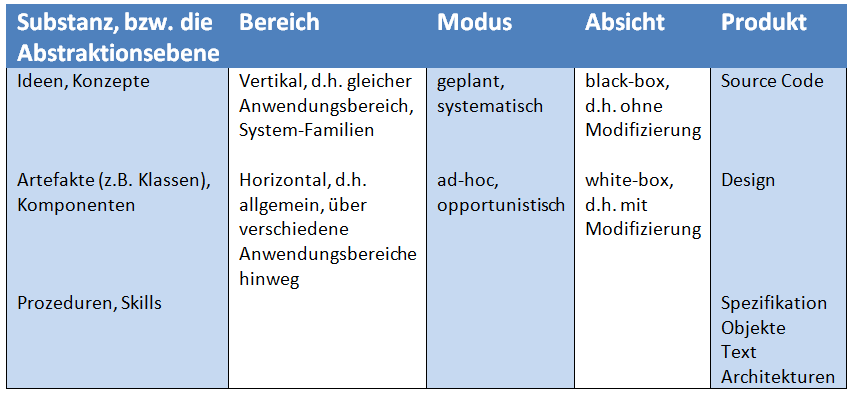 Substanz, bzw. die
Abstraktionsebene
Bereich
Modus
Absicht
Produkt
Ideen, Konzepte
Vertikal, d.h. gleicher
Anwendungsbereich,
System-Familien
geplant,
systematisch
black-box,
d.h. ohne
Modifizierung
Source Code
Artefakte (z.B. Klassen),
Komponenten
Horizontal, d.h.
allgemein, über
verschiedene
Anwendungsbereiche
hinweg
ad-hoc,
opportunistisch
white-box,
d.h. mit
Modifizierung
Design
Prozeduren, Skills
Spezifikation
Objekte
Text
Architekturen